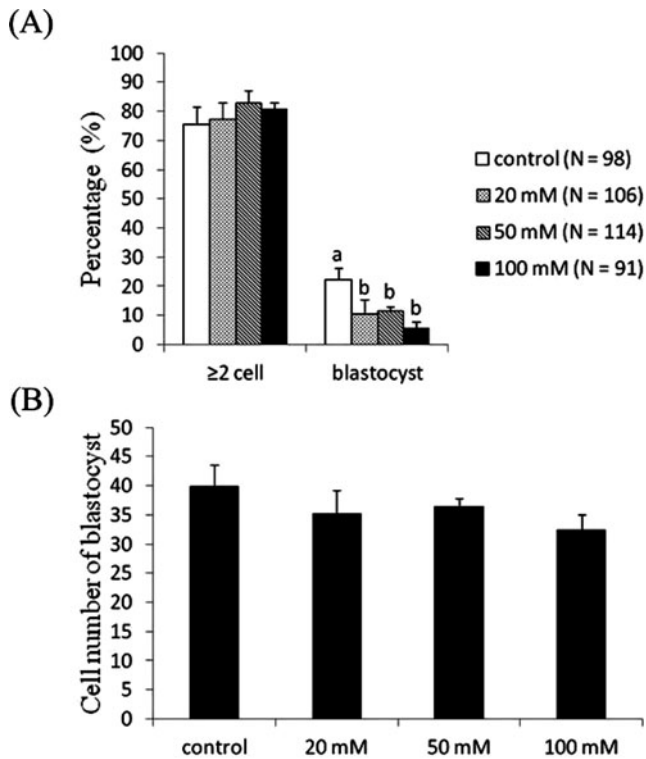 (A)
Percentage (%)
100
90
80
70
60
50
40
30
20
10
0
a
b
b
b
≥2 cell
blastocyst
control (N = 98)
20 mM (N = 106)
50 mM (N = 114)
100 mM (N = 91)
(B)
Cell number of blastocyst
50
45
40
35
30
25
20
15
10
5
0
control
20 mM
50 mM
100 mM